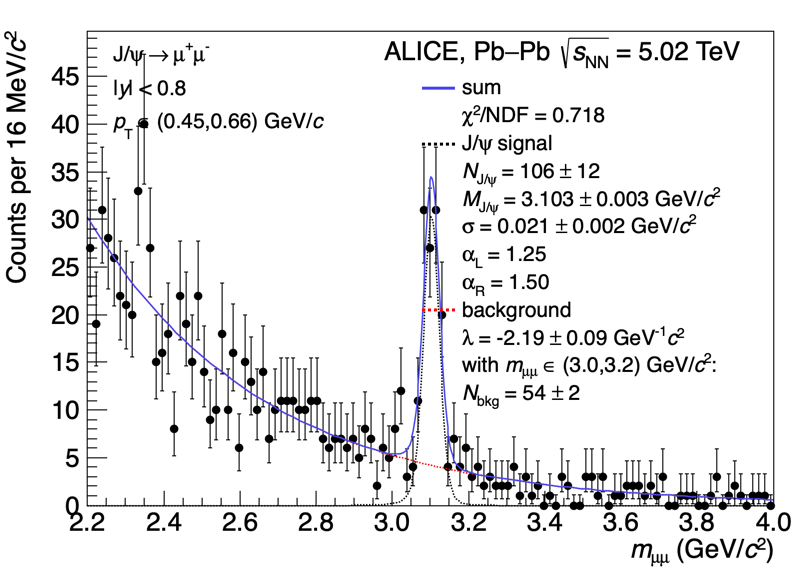 Counts per 16 MeV/c²
J/ψ → μ⁺μ⁻
|y| < 0.8
p_T ∈ (0.45,0.66) GeV/c
ALICE, Pb–Pb √s_NN = 5.02 TeV
sum
χ²/NDF = 0.718
J/ψ signal
N_J/ψ = 106 ± 12
M_J/ψ = 3.103 ± 0.003 GeV/c²
σ = 0.021 ± 0.002 GeV/c²
α_L = 1.25
α_R = 1.50
background
λ = -2.19 ± 0.09 GeV⁻¹c²
with m_μμ ∈ (3.0,3.2) GeV/c²:
N_bkg = 54 ± 2
45
40
35
30
25
20
15
10
5
0
2.2 2.4 2.6 2.8 3.0 3.2 3.4 3.6 3.8 4.0
m_μμ (GeV/c²)